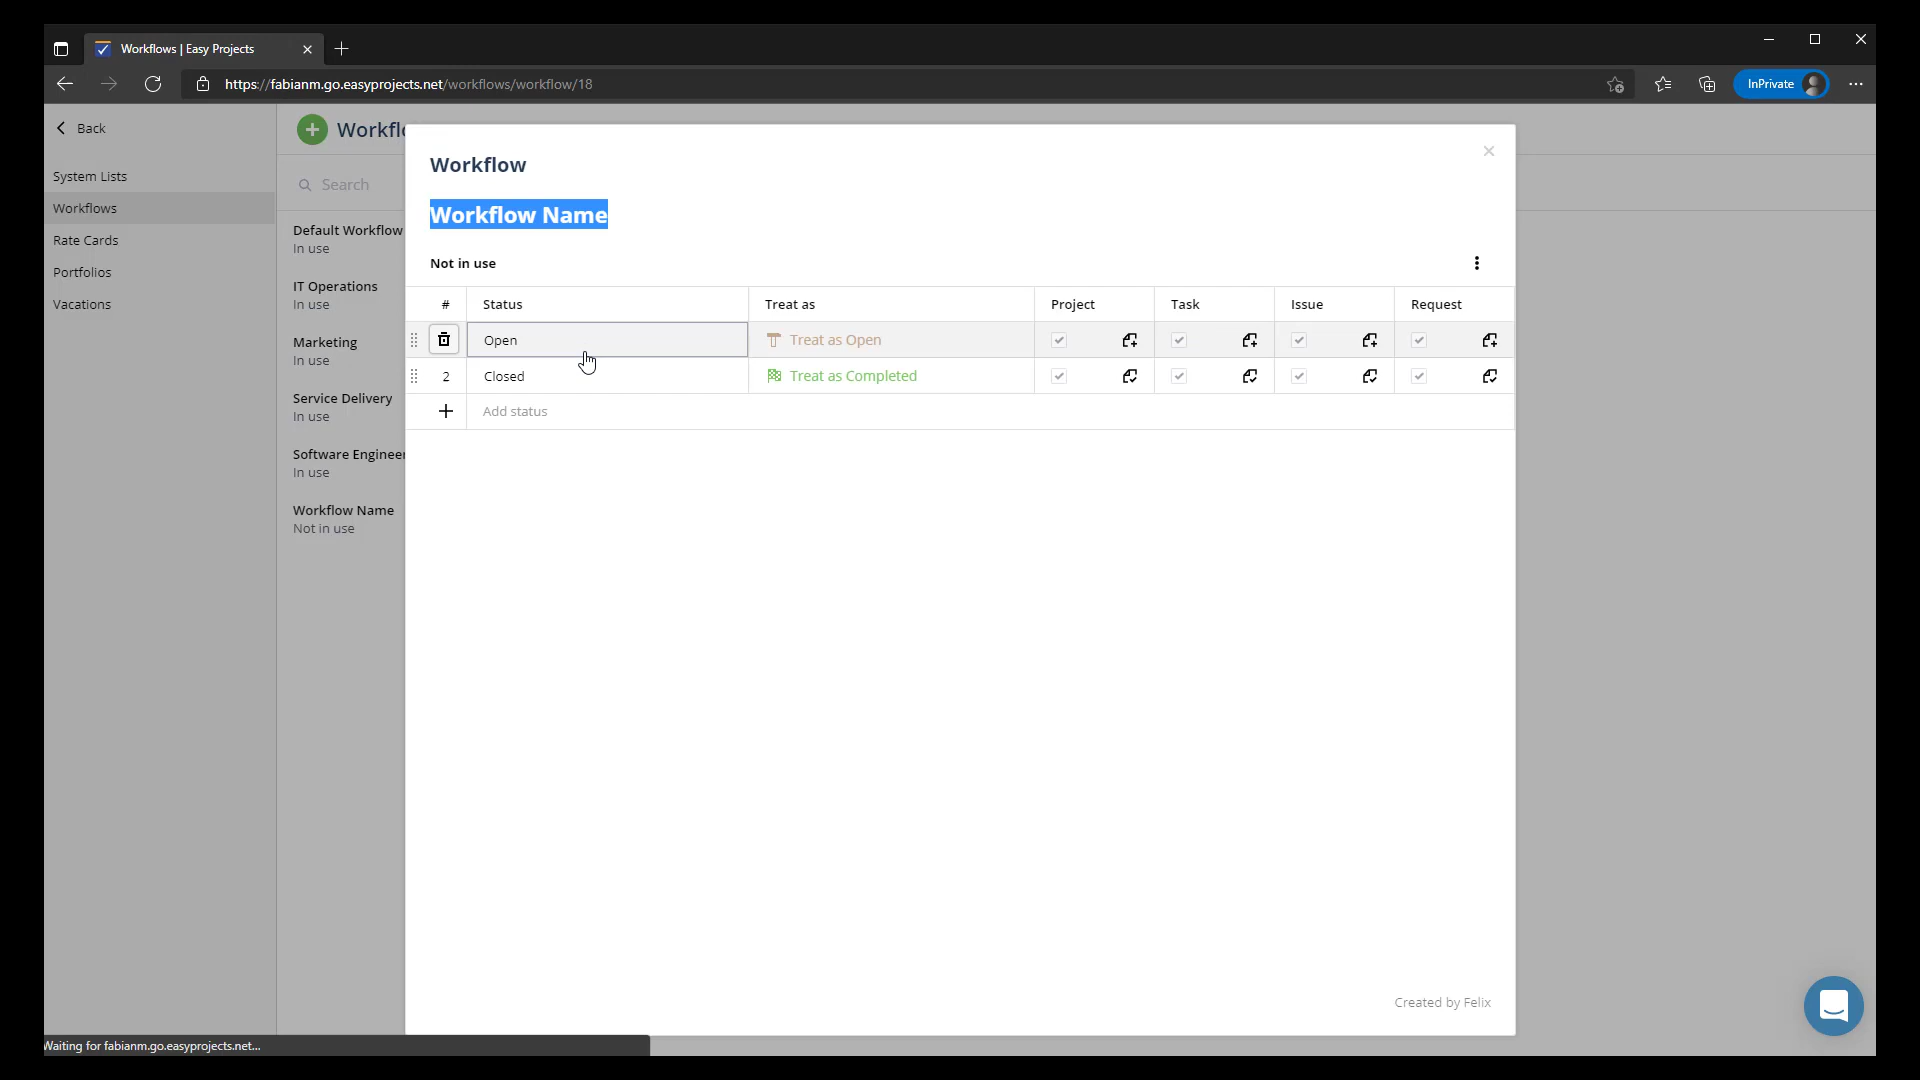 Workflows | Easy Projects
https://fabianm.go.easyprojects.net/workflows/workflow/18
InPrivate
Back
System Lists
Workflows
Rate Cards
Portfolios
Vacations
Workflo
Search
Default Workflow
In use
IT Operations
In use
Marketing
In use
Service Delivery
In use
Software Engineer
In use
Workflow Name
Not in use
Workflow
Workflow Name
Not in use
# Status Treat as Project Task Issue Request
Open Treat as Open
2 Closed Treat as Completed
Add status
Created by Felix
Waiting for fabianm.go.easyprojects.net...